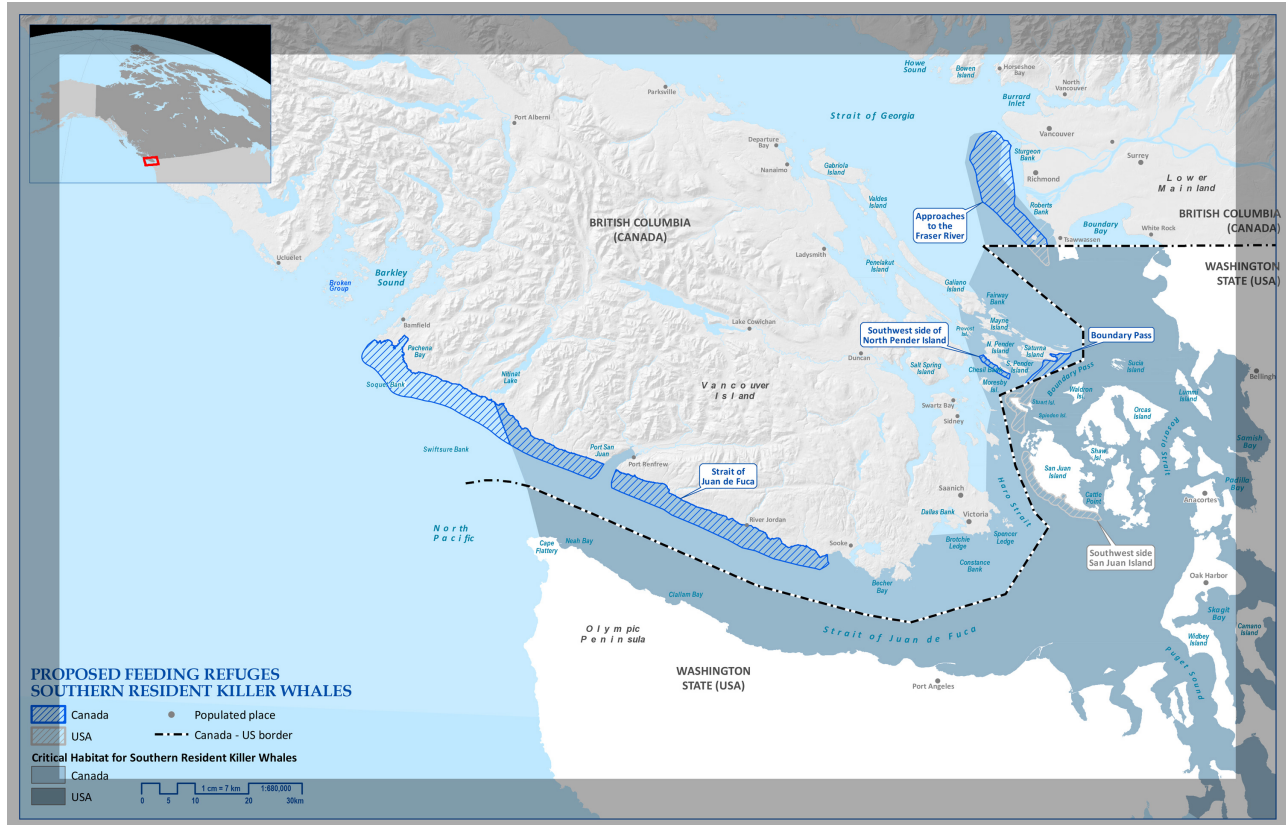 Howe
Sound
Bowen
Island
Horseshoe
Bay
North
Vancouver
Burrard
Inlet
Parksville
Port Alberni
Strait of Georgia
Vancouver
Departure
Bay
Nanaimo
Gabriola
Island
Sturgeon
Bank
Surrey
Richmond
Lower
Mainland
Valdes
Island
Roberts
Bank
Approaches
to the
Fraser River
BRITISH COLUMBIA
(CANADA)
BRITISH COLUMBIA
(CANADA)
Boundary
Bay
White Rock
Tsawwassen
Ucluelet
Ladysmith
Penelakut
Island
WASHINGTON
STATE (USA)
Barkley
Sound
Broken
Group
Galiano
Island
Fairway
Bank
Bamfield
Lake Cowichan
Mayne
Island
Prevost
Isl.
Southwest side of
North Pender Island
Boundary Pass
Pachena
Bay
Duncan
N. Pender
Island
Saturna
Island
S. Pender
Island
Salt Spring
Island
Chesil Bank
Moresby
Isl.
Boundary Pass
Sucia
Island
Bellingh
Nitinat
Lake
Soquel Bank
Vancouver
Island
Waldron
Isl.
Lummi
Island
Stuart Isl.
Spieden Isl.
Orcas
Island
Swartz Bay
Sidney
Rosario Strait
Samish
Bay
Swiftsure Bank
Port San
Juan
Port Renfrew
Shaw
Isl.
San Juan
Island
Strait of
Juan de Fuca
Haro Strait
Cattle
Point
Padilla
Bay
Anacortes
Saanich
Dallas Bank
Victoria
River Jordan
North
Pacific
Cape
Flattery
Neah Bay
Sooke
Brotchie
Ledge
Spencer
Ledge
Constance
Bank
Southwest side
San Juan Island
Becher
Bay
Oak Harbor
Clallam Bay
Skagit
Bay
Olympic
Peninsula
Strait of Juan de Fuca
Camano
Island
Widbey
Island
Puget Sound
WASHINGTON
STATE (USA)
Port Angeles
PROPOSED FEEDING REFUGES
SOUTHERN RESIDENT KILLER WHALES
Canada
Populated place
USA
Canada - US border
Critical Habitat for Southern Resident Killer Whales
Canada
USA
1 cm = 7 km
1:680,000
0
5
10
20
30km